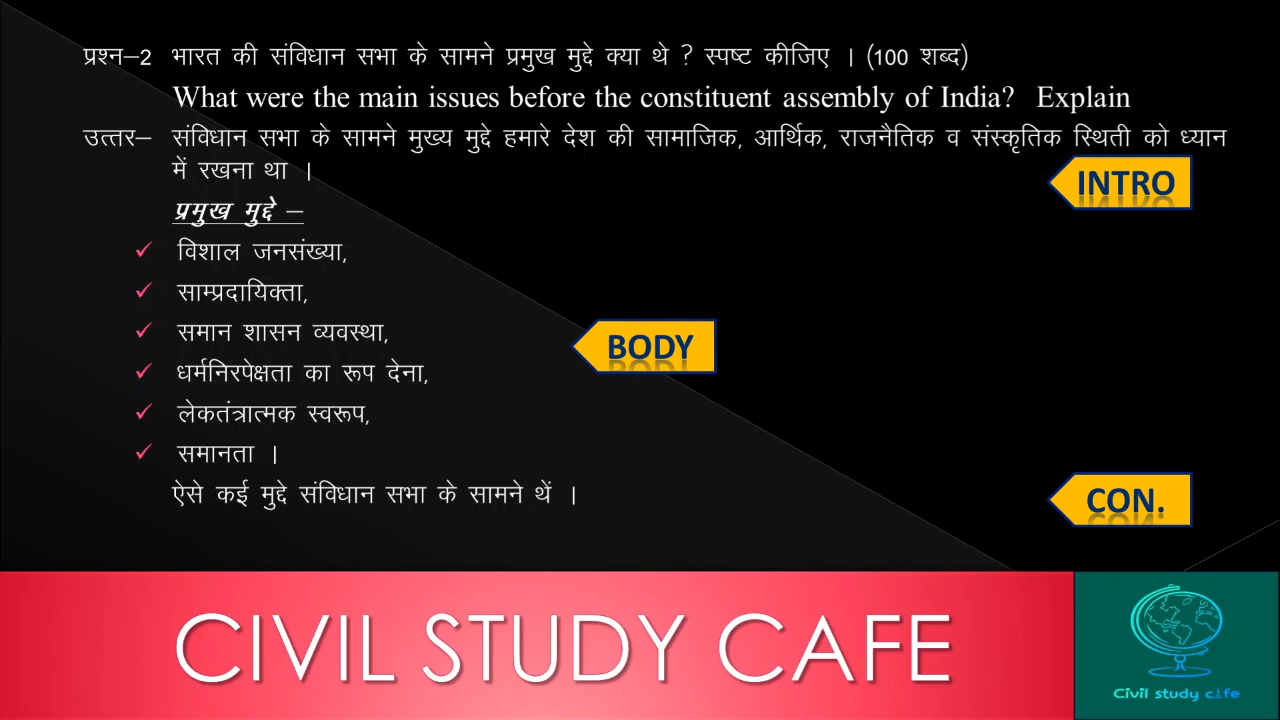 प्रश्न–2 भारत की संविधान सभा के सामने प्रमुख मुद्दे क्या थे ? स्पष्ट कीजिए । (100 शब्द)
What were the main issues before the constituent assembly of India? Explain
उत्तर– संविधान सभा के सामने मुख्य मुद्दे हमारे देश की सामाजिक, आर्थिक, राजनैतिक व संस्कृतिक स्थिती को ध्यान
में रखना था ।
INTRO
प्रमुख मुद्दे –
✓ विशाल जनसंख्या,
✓ साम्प्रदायिक्ता,
✓ समान शासन व्यवस्था,
BODY
✓ धर्मनिरपेक्षता का रूप देना,
✓ लेकतंत्रात्मक स्वरूप,
✓ समानता ।
ऐसे कई मुद्दे संविधान सभा के सामने थें ।
CON.
CIVIL STUDY CAFE
Civil study cafe